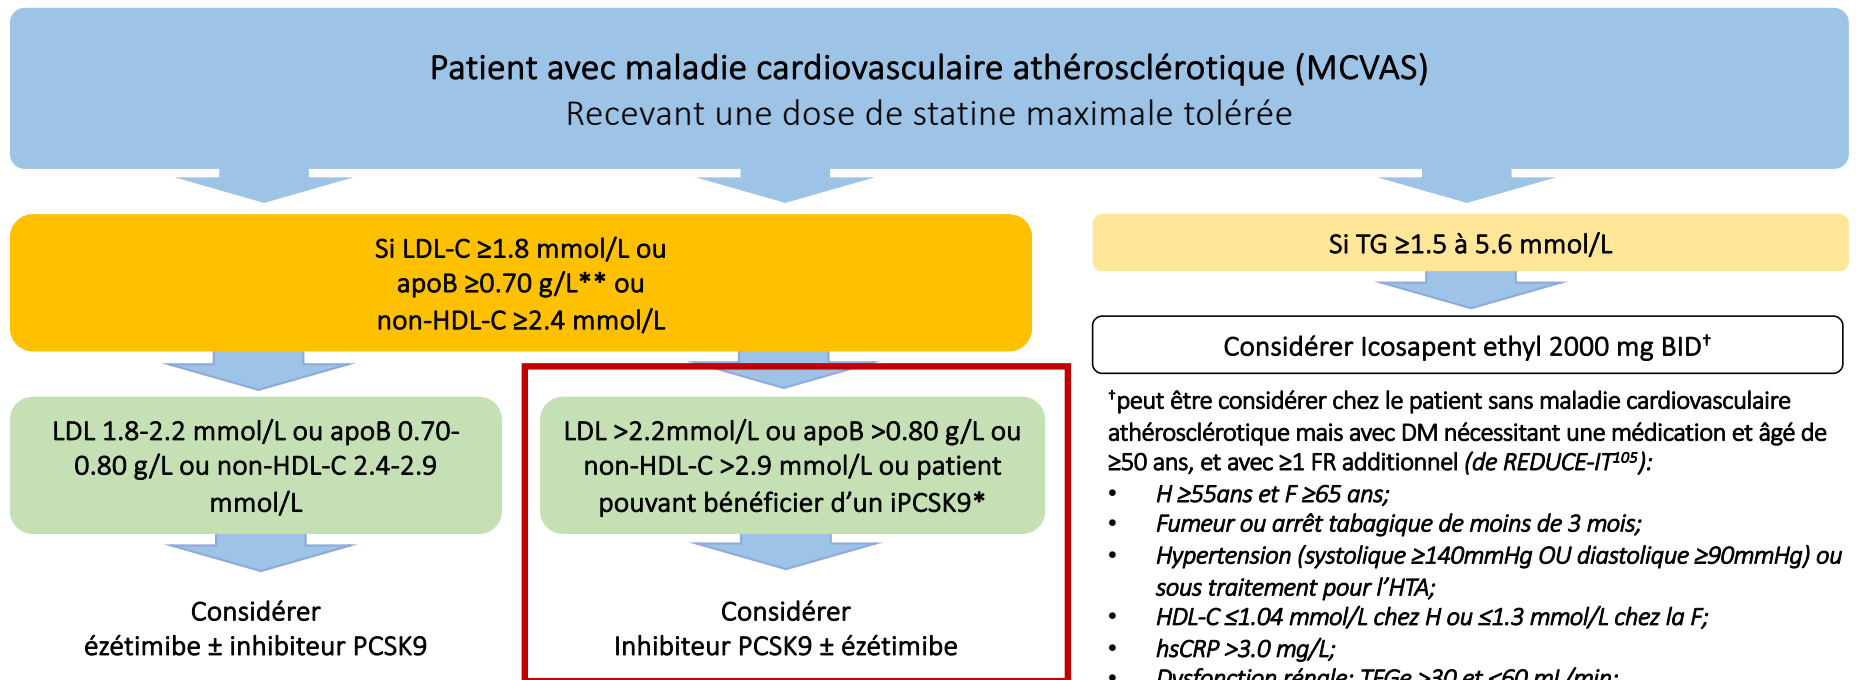 Patient avec maladie cardiovasculaire athérosclérotique (MCVAS)
Recevant une dose de statine maximale tolérée
Si LDL-C ≥1.8 mmol/L ou
apoB ≥0.70 g/L** ou
non-HDL-C ≥2.4 mmol/L
LDL 1.8-2.2 mmol/L ou apoB 0.70-
0.80 g/L ou non-HDL-C 2.4-2.9
mmol/L
Considérer
ézétimibe ± inhibiteur PCSK9
LDL >2.2mmol/L ou apoB >0.80 g/L ou
non-HDL-C >2.9 mmol/L ou patient
pouvant bénéficier d’un iPCSK9*
Considérer
Inhibiteur PCSK9 ± ézétimibe
Si TG ≥1.5 à 5.6 mmol/L
Considérer Icosapent ethyl 2000 mg BID†
†peut être considérer chez le patient sans maladie cardiovasculaire
athérosclérotique mais avec DM nécessitant une médication et âgé de
≥50 ans, et avec ≥1 FR additionnel (de REDUCE-IT105):
• H ≥55ans et F ≥65 ans;
• Fumeur ou arrêt tabagique de moins de 3 mois;
• Hypertension (systolique ≥140mmHg OU diastolique ≥90mmHg) ou
sous traitement pour l’HTA;
• HDL-C ≤1.04 mmol/L chez H ou ≤1.3 mmol/L chez la F;
• hsCRP >3.0 mg/L;
• Dysfonction rénale: TFGe >30 et <60 mL/min;